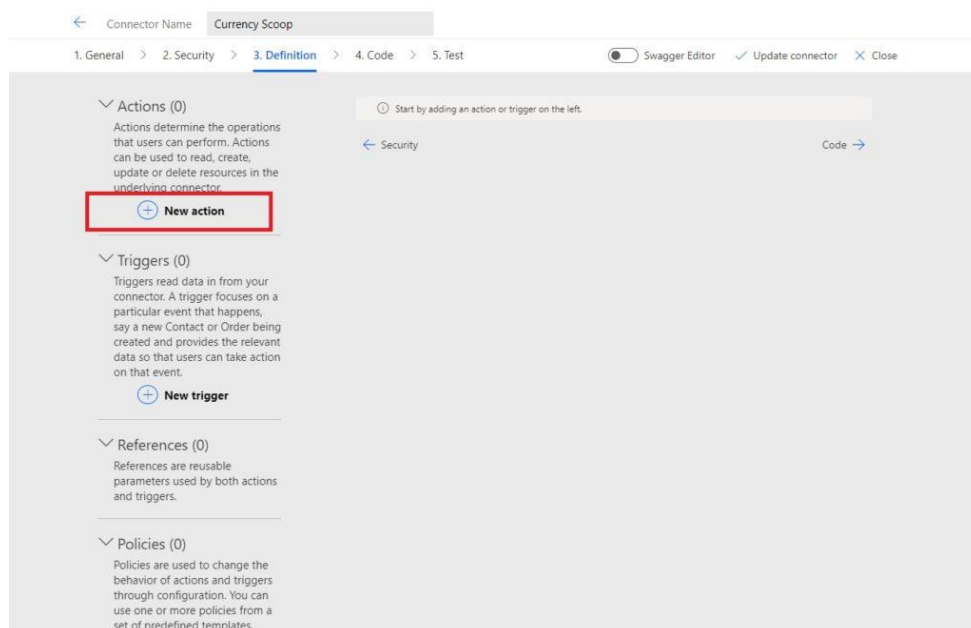 Connector Name Currency Scoop
1. General > 2. Security > 3. Definition > 4. Code > 5. Test Swagger Editor Update connector Close
Actions (0)
Actions determine the operations
that users can perform. Actions
can be used to read, create,
update or delete resources in the
underlying connector.
New action
Start by adding an action or trigger on the left.
Security Code
Triggers (0)
Triggers read data in from your
connector. A trigger focuses on a
particular event that happens,
say a new Contact or Order being
created and provides the relevant
data so that users can take action
on that event.
New trigger
References (0)
References are reusable
parameters used by both actions
and triggers.
Policies (0)
Policies are used to change the
behavior of actions and triggers
through configuration. You can
use one or more policies from a
set of predefined templates.